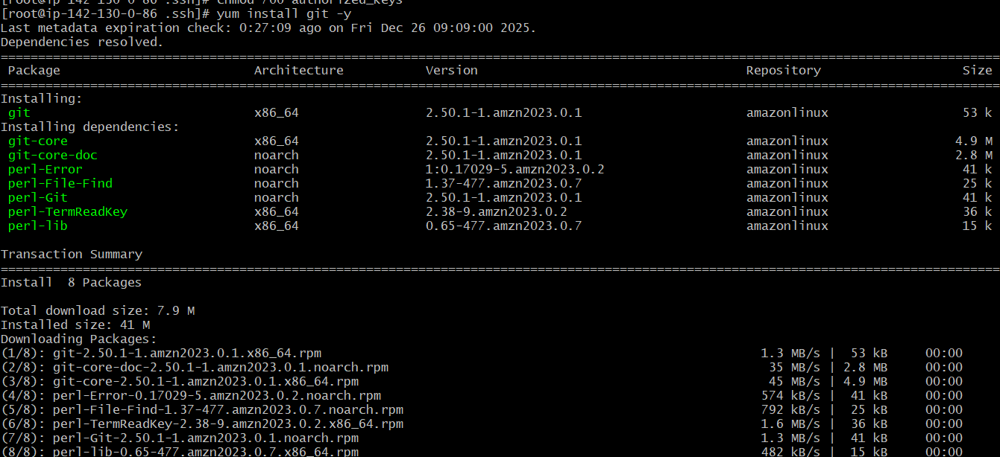 [root@ip-142-130-0-86 .ssh]# chmod 700 authorized_keys
[root@ip-142-130-0-86 .ssh]# yum install git -y
Last metadata expiration check: 0:27:09 ago on Fri Dec 26 09:09:00 2025.
Dependencies resolved.
================================================================================
Package Architecture Version Repository Size
================================================================================
Installing:
git x86_64 2.50.1-1.amzn2023.0.1 amazonlinux 53 k
Installing dependencies:
git-core x86_64 2.50.1-1.amzn2023.0.1 amazonlinux 4.9 M
git-core-doc noarch 2.50.1-1.amzn2023.0.1 amazonlinux 2.8 M
perl-Error noarch 1:0.17029-5.amzn2023.0.2 amazonlinux 41 k
perl-File-Find noarch 1.37-477.amzn2023.0.7 amazonlinux 25 k
perl-Git noarch 2.50.1-1.amzn2023.0.1 amazonlinux 41 k
perl-TermReadKey x86_64 2.38-9.amzn2023.0.2 amazonlinux 36 k
perl-lib x86_64 0.65-477.amzn2023.0.7 amazonlinux 15 k
Transaction Summary
================================================================================
Install 8 Packages
Total download size: 7.9 M
Installed size: 41 M
Downloading Packages:
(1/8): git-2.50.1-1.amzn2023.0.1.x86_64.rpm 1.3 MB/s | 53 kB 00:00
(2/8): git-core-doc-2.50.1-1.amzn2023.0.1.noarch.rpm 35 MB/s | 2.8 MB 00:00
(3/8): git-core-2.50.1-1.amzn2023.0.1.x86_64.rpm 45 MB/s | 4.9 MB 00:00
(4/8): perl-Error-0.17029-5.amzn2023.0.2.noarch.rpm 574 kB/s | 41 kB 00:00
(5/8): perl-File-Find-1.37-477.amzn2023.0.7.noarch.rpm 792 kB/s | 25 kB 00:00
(6/8): perl-TermReadKey-2.38-9.amzn2023.0.2.x86_64.rpm 1.6 MB/s | 36 kB 00:00
(7/8): perl-Git-2.50.1-1.amzn2023.0.1.noarch.rpm 1.3 MB/s | 41 kB 00:00
(8/8): perl-lib-0.65-477.amzn2023.0.7.x86_64.rpm 482 kB/s | 15 kB 00:00